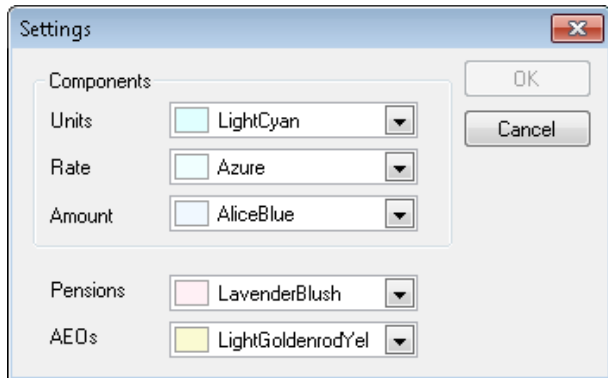 Settings
Components
OK
Units LightCyan
Cancel
Rate Azure
Amount AliceBlue
Pensions LavenderBlush
AEOs LightGoldenrodYel